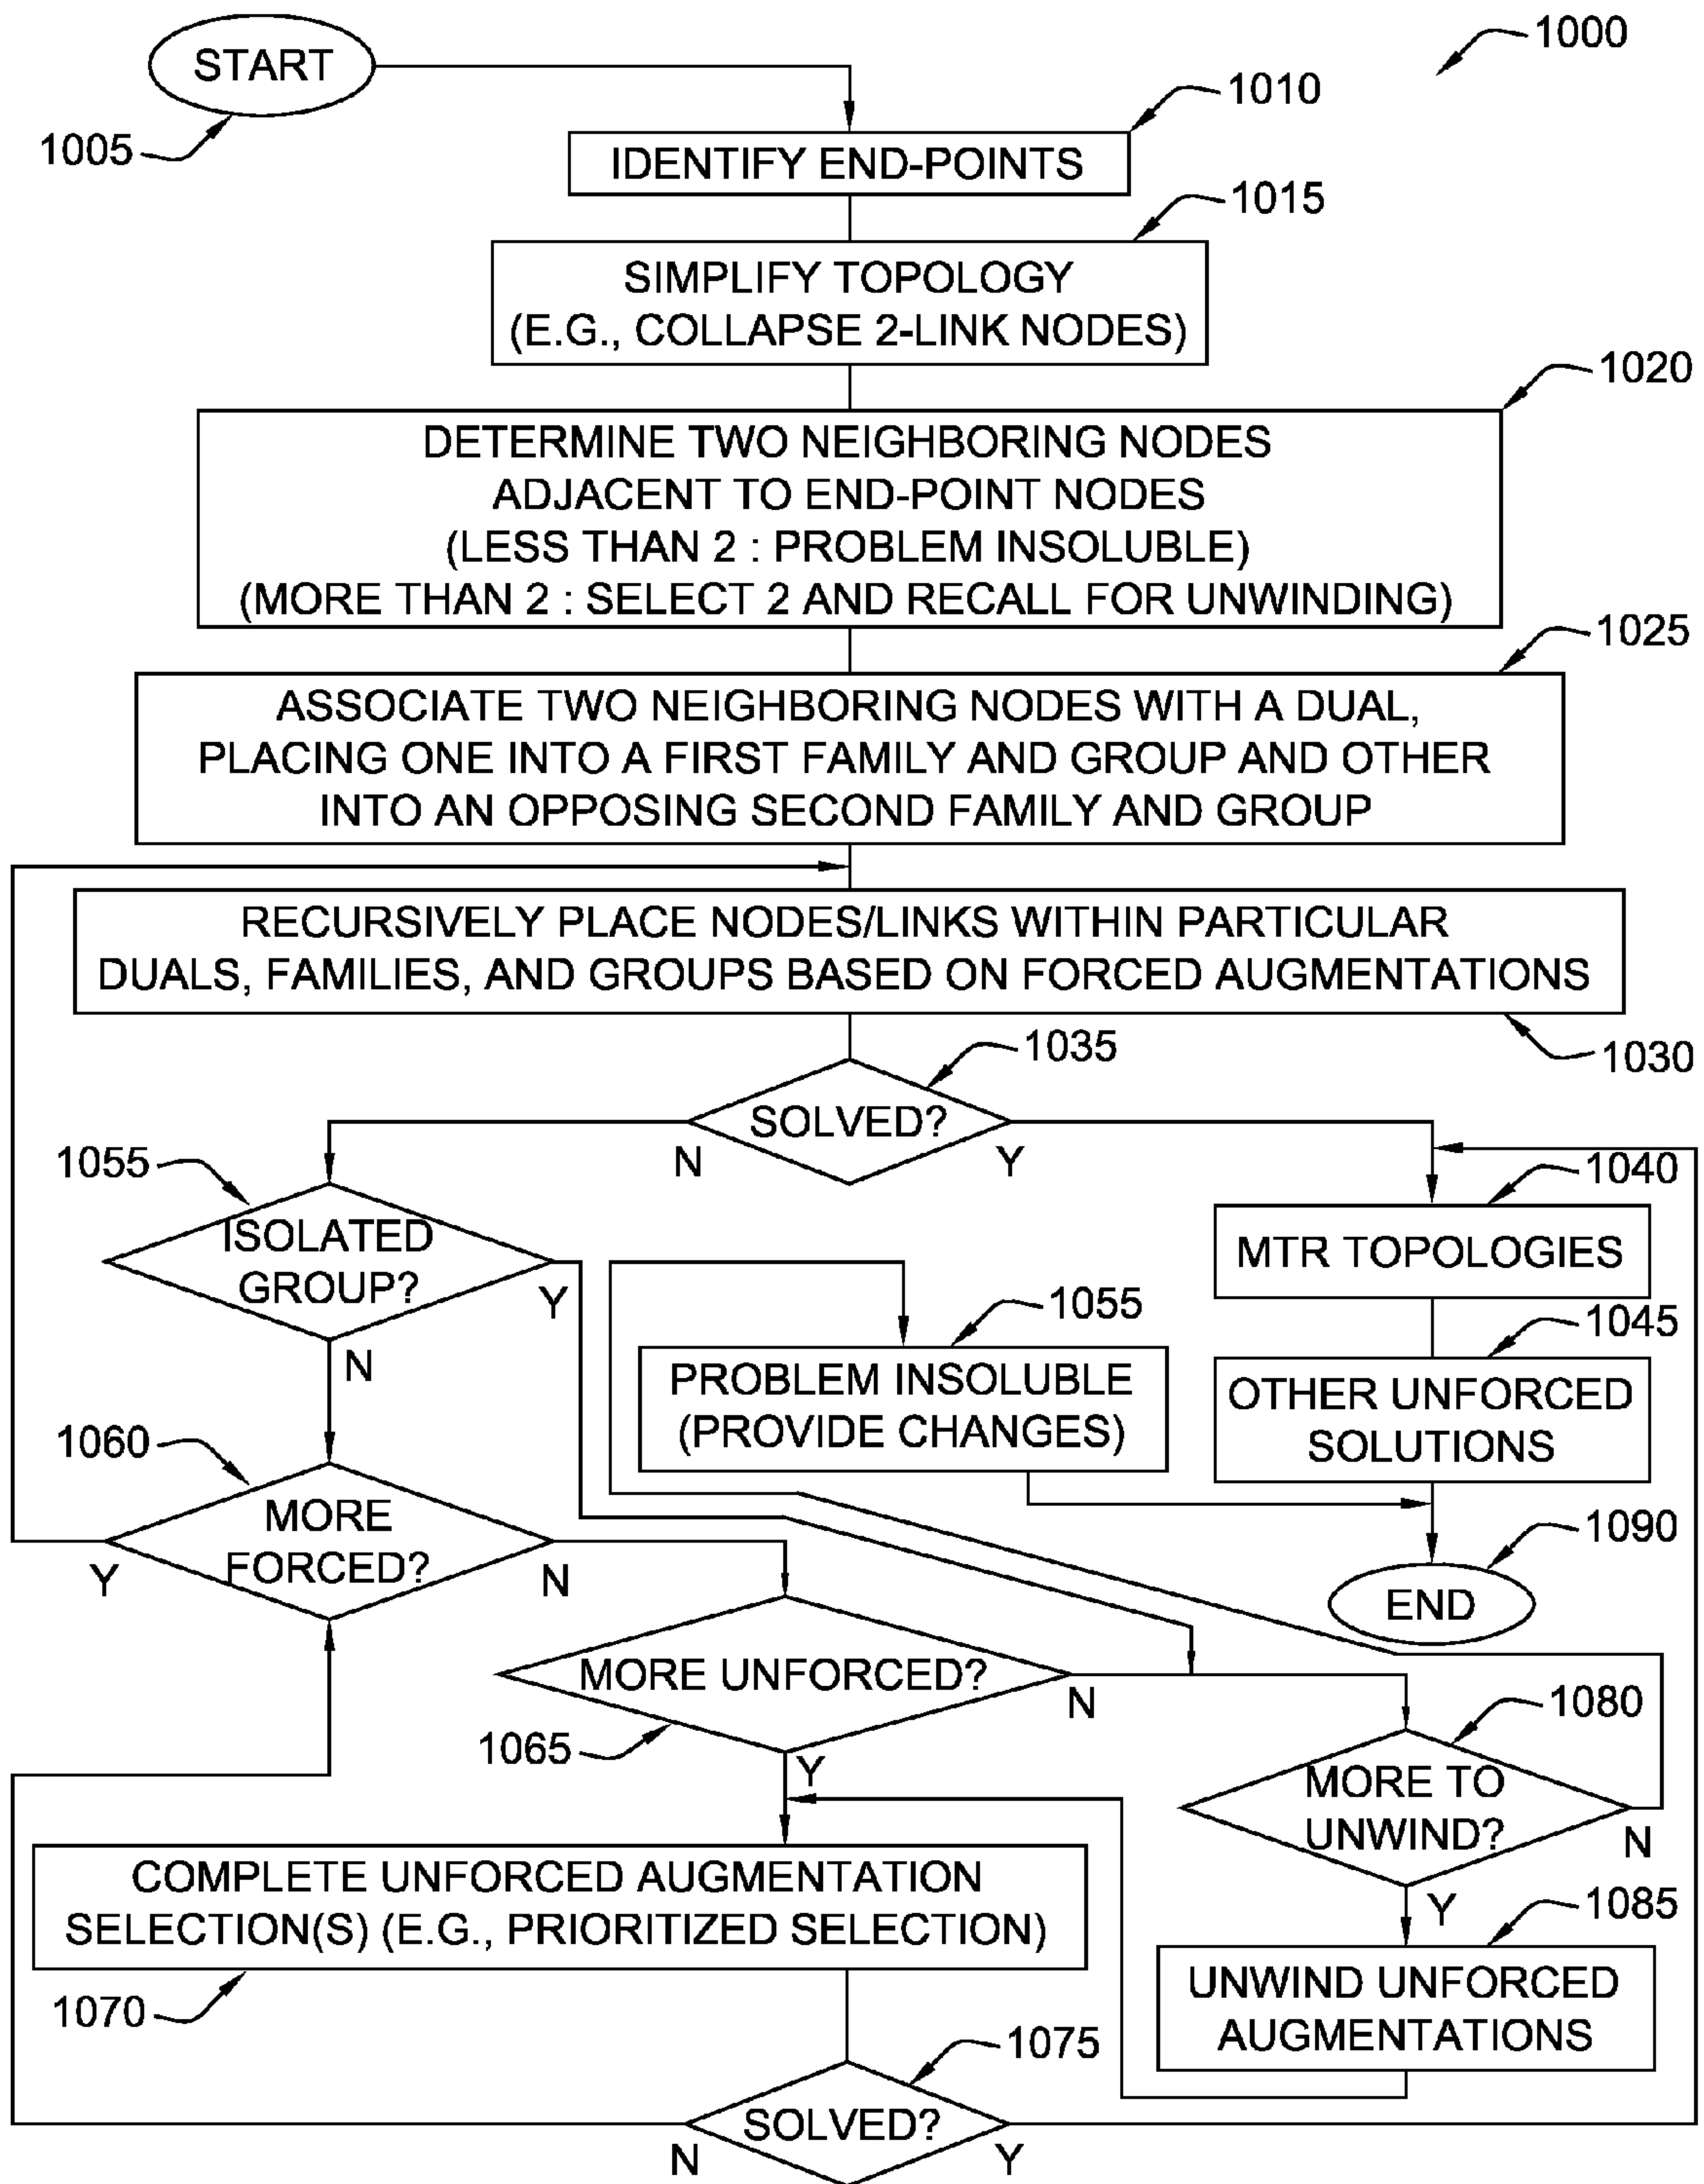 1000
START
1005
1010
IDENTIFY END-POINTS
1015
SIMPLIFY TOPOLOGY
(E.G., COLLAPSE 2-LINK NODES)
1020
DETERMINE TWO NEIGHBORING NODES
ADJACENT TO END-POINT NODES
(LESS THAN 2 : PROBLEM INSOLUBLE)
(MORE THAN 2 : SELECT 2 AND RECALL FOR UNWINDING)
1025
ASSOCIATE TWO NEIGHBORING NODES WITH A DUAL,
PLACING ONE INTO A FIRST FAMILY AND GROUP AND OTHER
INTO AN OPPOSING SECOND FAMILY AND GROUP
RECURSIVELY PLACE NODES/LINKS WITHIN PARTICULAR
DUALS, FAMILIES, AND GROUPS BASED ON FORCED AUGMENTATIONS
1030
1035
SOLVED?
N
Y
1055
ISOLATED
GROUP?
Y
N
1040
MTR TOPOLOGIES
1055
PROBLEM INSOLUBLE
(PROVIDE CHANGES)
1045
OTHER UNFORCED
SOLUTIONS
1060
MORE
FORCED?
Y
N
1090
END
MORE UNFORCED?
N
1065
Y
1080
MORE TO
UNWIND?
N
Y
COMPLETE UNFORCED AUGMENTATION
SELECTION(S) (E.G., PRIORITIZED SELECTION)
1070
1085
UNWIND UNFORCED
AUGMENTATIONS
1075
SOLVED?
N
Y